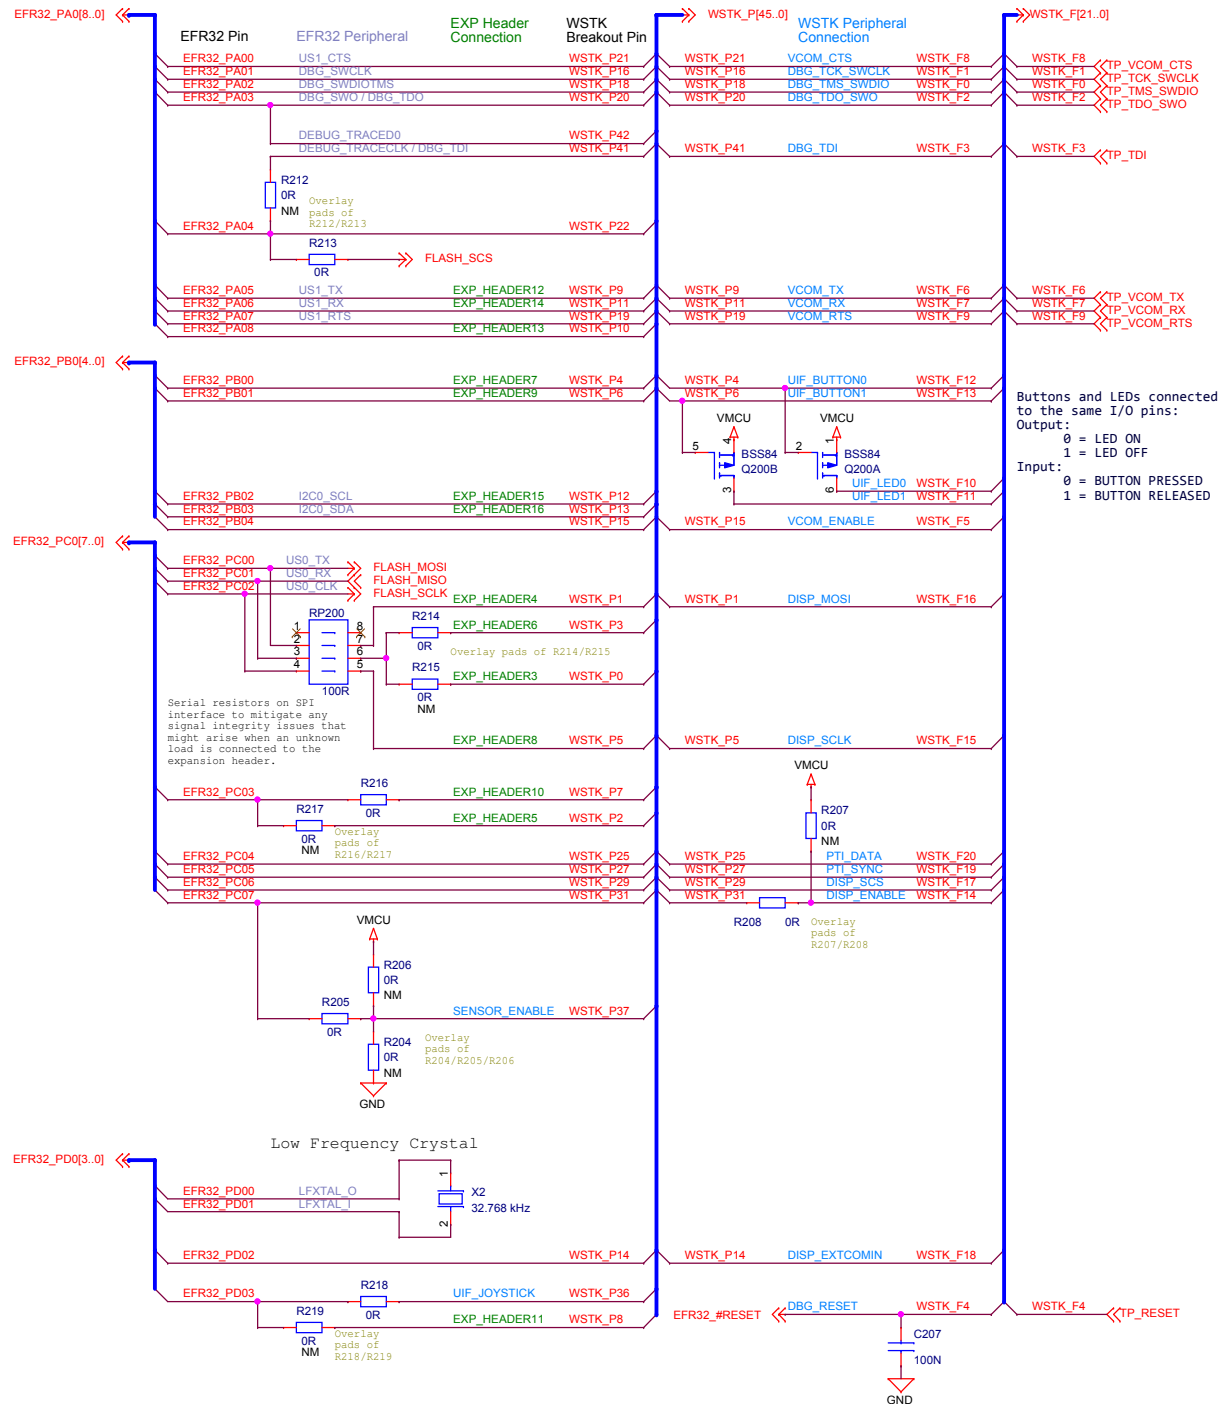 EFR32_PA0[8..0] WSTK_P[45..0] WSTK_F[21..0]
EFR32 Pin EFR32 Peripheral EXP Header Connection WSTK Breakout Pin WSTK Peripheral Connection
EFR32_PA00 US1_CTS WSTK_P21 WSTK_P21 VCOM_CTS WSTK_F8 WSTK_F8 TP_VCOM_CTS
EFR32_PA01 DBG_SWCLK WSTK_P16 WSTK_P16 DBG_TCK_SWCLK WSTK_F1 WSTK_F1 TP_TCK_SWCLK
EFR32_PA02 DBG_SWDIOTMS WSTK_P18 WSTK_P18 DBG_TMS_SWDIO WSTK_F0 WSTK_F0 TP_TMS_SWDIO
EFR32_PA03 DBG_SWO / DBG_TDO WSTK_P20 WSTK_P20 DBG_TDO_SWO WSTK_F2 WSTK_F2 TP_TDO_SWO
DEBUG_TRACED0 WSTK_P42
DEBUG_TRACECLK / DBG_TDI WSTK_P41 WSTK_P41 DBG_TDI WSTK_F3 WSTK_F3 TP_TDI
R212
0R
NM
Overlay
pads of
R212/R213
EFR32_PA04 WSTK_P22
R213
0R
FLASH_SCS
EFR32_PA05 US1_TX EXP_HEADER12 WSTK_P9 WSTK_P9 VCOM_TX WSTK_F6 WSTK_F6 TP_VCOM_TX
EFR32_PA06 US1_RX EXP_HEADER14 WSTK_P11 WSTK_P11 VCOM_RX WSTK_F7 WSTK_F7 TP_VCOM_RX
EFR32_PA07 US1_RTS WSTK_P19 WSTK_P19 VCOM_RTS WSTK_F9 WSTK_F9 TP_VCOM_RTS
EFR32_PA08 EXP_HEADER13 WSTK_P10
EFR32_PB0[4..0]
EFR32_PB00 EXP_HEADER7 WSTK_P4 WSTK_P4 UIF_BUTTON0 WSTK_F12
EFR32_PB01 EXP_HEADER9 WSTK_P6 WSTK_P6 UIF_BUTTON1 WSTK_F13
Buttons and LEDs connected
to the same I/O pins:
Output:
0 = LED ON
1 = LED OFF
Input:
0 = BUTTON PRESSED
1 = BUTTON RELEASED
VMCU VMCU
5 4 BSS84 2 1 BSS84
Q200B Q200A
3 6
UIF_LED0 WSTK_F10
UIF_LED1 WSTK_F11
EFR32_PB02 I2C0_SCL EXP_HEADER15 WSTK_P12
EFR32_PB03 I2C0_SDA EXP_HEADER16 WSTK_P13
EFR32_PB04 WSTK_P15 WSTK_P15 VCOM_ENABLE WSTK_F5
EFR32_PC0[7..0]
EFR32_PC00 US0_TX FLASH_MOSI
EFR32_PC01 US0_RX FLASH_MISO
EFR32_PC02 US0_CLK FLASH_SCLK
EXP_HEADER4 WSTK_P1 WSTK_P1 DISP_MOSI WSTK_F16
RP200
1 8
2 7
3 6
4 5
100R
R214
0R
EXP_HEADER6 WSTK_P3
Overlay pads of R214/R215
R215
0R
NM
EXP_HEADER3 WSTK_P0
Serial resistors on SPI
interface to mitigate any
signal integrity issues that
might arise when an unknown
load is connected to the
expansion header.
EXP_HEADER8 WSTK_P5 WSTK_P5 DISP_SCLK WSTK_F15
VMCU
R207
0R
NM
EFR32_PC03 R216 0R EXP_HEADER10 WSTK_P7
R217 0R NM EXP_HEADER5 WSTK_P2
Overlay
pads of
R216/R217
EFR32_PC04 WSTK_P25 WSTK_P25 PTI_DATA WSTK_F20
EFR32_PC05 WSTK_P27 WSTK_P27 PTI_SYNC WSTK_F19
EFR32_PC06 WSTK_P29 WSTK_P29 DISP_SCS WSTK_F17
EFR32_PC07 WSTK_P31 WSTK_P31 DISP_ENABLE WSTK_F14
R208 0R
Overlay
pads of
R207/R208
VMCU
R206
0R
NM
R205
0R
SENSOR_ENABLE WSTK_P37
R204
0R
NM
Overlay
pads of
R204/R205/R206
GND
Low Frequency Crystal
EFR32_PD0[3..0]
EFR32_PD00 LFXTAL_O
EFR32_PD01 LFXTAL_I
1
X2
32.768 kHz
2
EFR32_PD02 WSTK_P14 WSTK_P14 DISP_EXTCOMIN WSTK_F18
EFR32_PD03 R218 0R UIF_JOYSTICK WSTK_P36
R219 0R NM EXP_HEADER11 WSTK_P8
Overlay
pads of
R218/R219
EFR32_#RESET DBG_RESET WSTK_F4 WSTK_F4 TP_RESET
C207
100N
GND